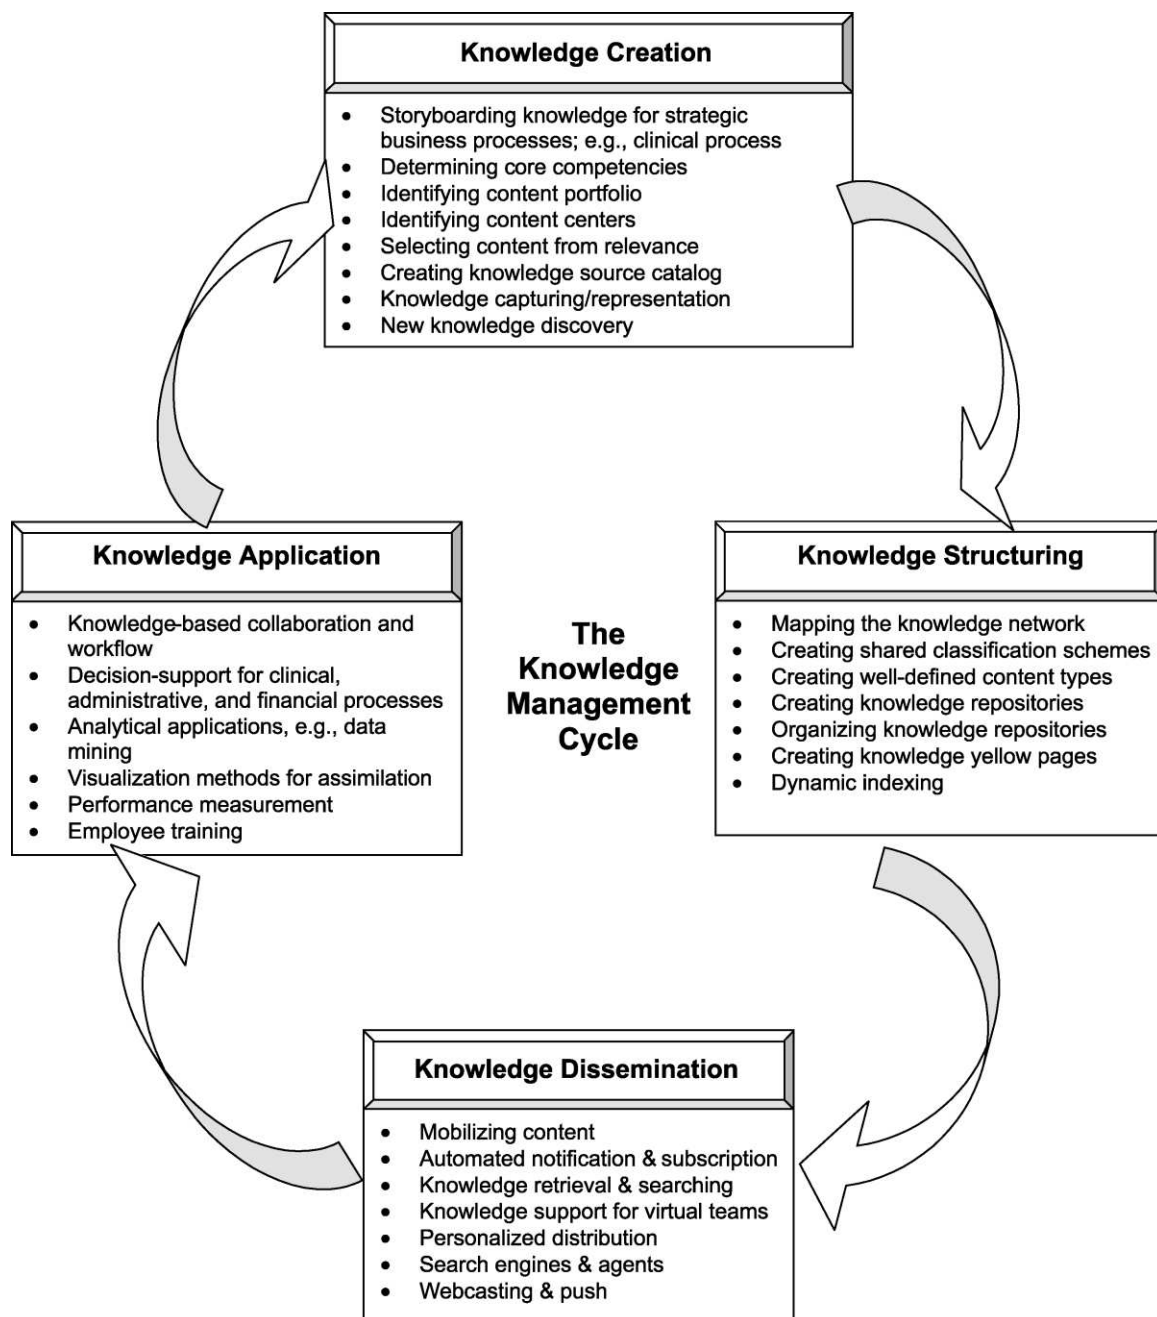 Knowledge Creation
• Storyboarding knowledge for strategic
business processes; e.g., clinical process
• Determining core competencies
• Identifying content portfolio
• Identifying content centers
• Selecting content from relevance
• Creating knowledge source catalog
• Knowledge capturing/representation
• New knowledge discovery
Knowledge Application
• Knowledge-based collaboration and
workflow
• Decision-support for clinical,
administrative, and financial processes
• Analytical applications, e.g., data
mining
• Visualization methods for assimilation
• Performance measurement
• Employee training
The
Knowledge
Management
Cycle
Knowledge Structuring
• Mapping the knowledge network
• Creating shared classification schemes
• Creating well-defined content types
• Creating knowledge repositories
• Organizing knowledge repositories
• Creating knowledge yellow pages
• Dynamic indexing
Knowledge Dissemination
• Mobilizing content
• Automated notification & subscription
• Knowledge retrieval & searching
• Knowledge support for virtual teams
• Personalized distribution
• Search engines & agents
• Webcasting & push